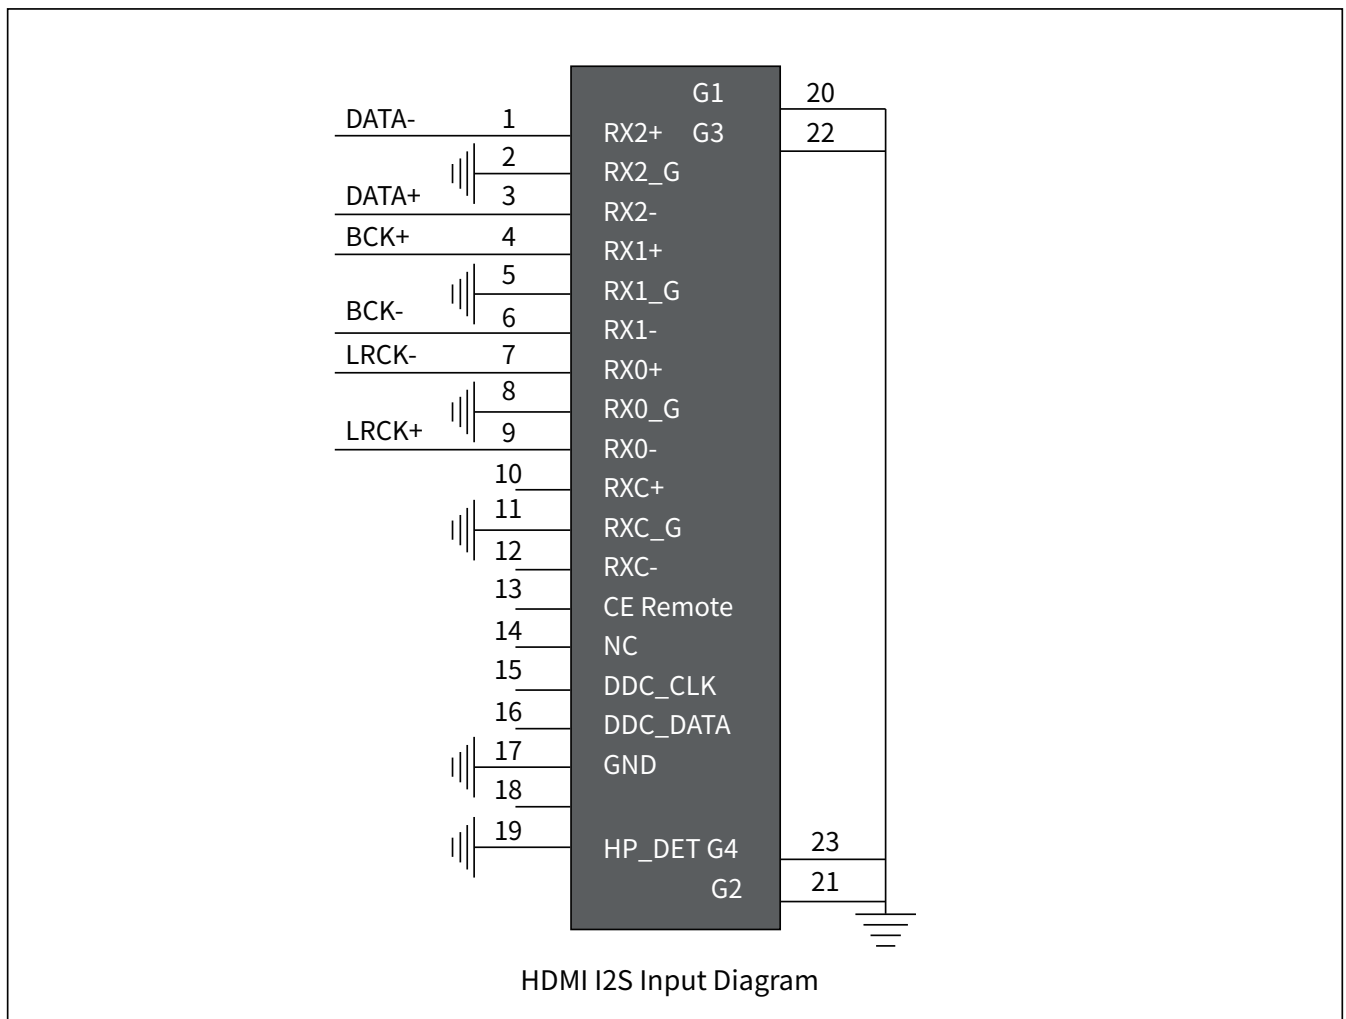 G1 20
DATA- 1 RX2+ G3 22
2 RX2_G
DATA+ 3 RX2-
BCK+ 4 RX1+
5 RX1_G
BCK- 6 RX1-
LRCK- 7 RX0+
8 RX0_G
LRCK+ 9 RX0-
10 RXC+
11 RXC_G
12 RXC-
13 CE Remote
14 NC
15 DDC_CLK
16 DDC_DATA
17 GND
18
19 HP_DET G4 23
G2 21
HDMI I2S Input Diagram